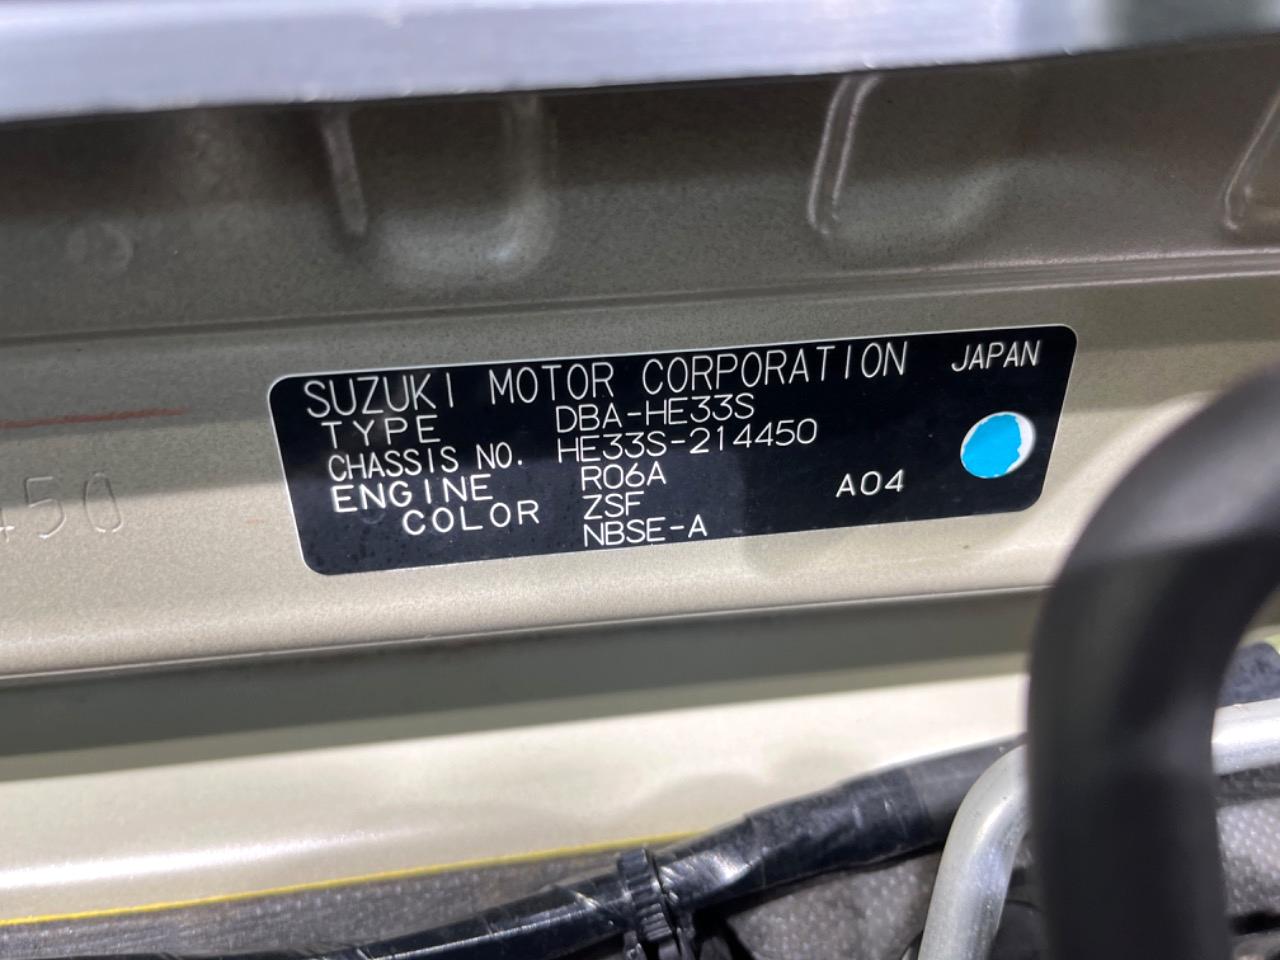 SUZUKI MOTOR CORPORATION JAPAN
TYPE DBA-HE33S
CHASSIS NO. HE33S-214450
ENGINE R06A A04
COLOR ZSF
NBSE-A
450